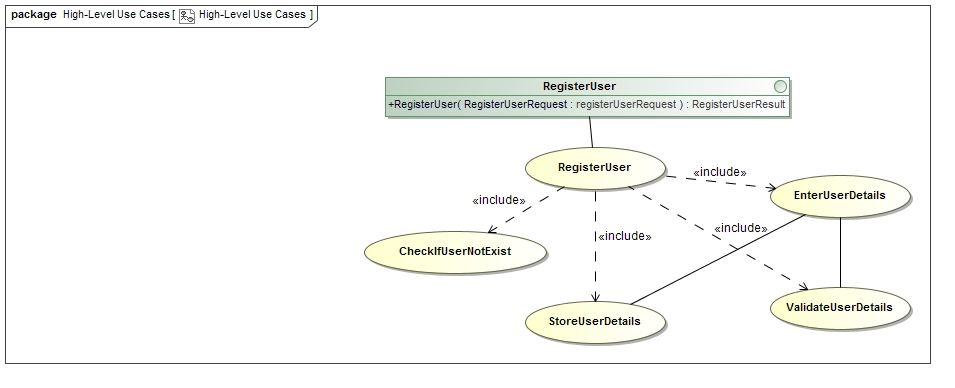 package High-Level Use Cases [ High-Level Use Cases ]
RegisterUser
+RegisterUser( RegisterUserRequest : registerUserRequest ) : RegisterUserResult
RegisterUser
«include»
EnterUserDetails
«include»
«include»
«include»
CheckIfUserNotExist
StoreUserDetails
ValidateUserDetails